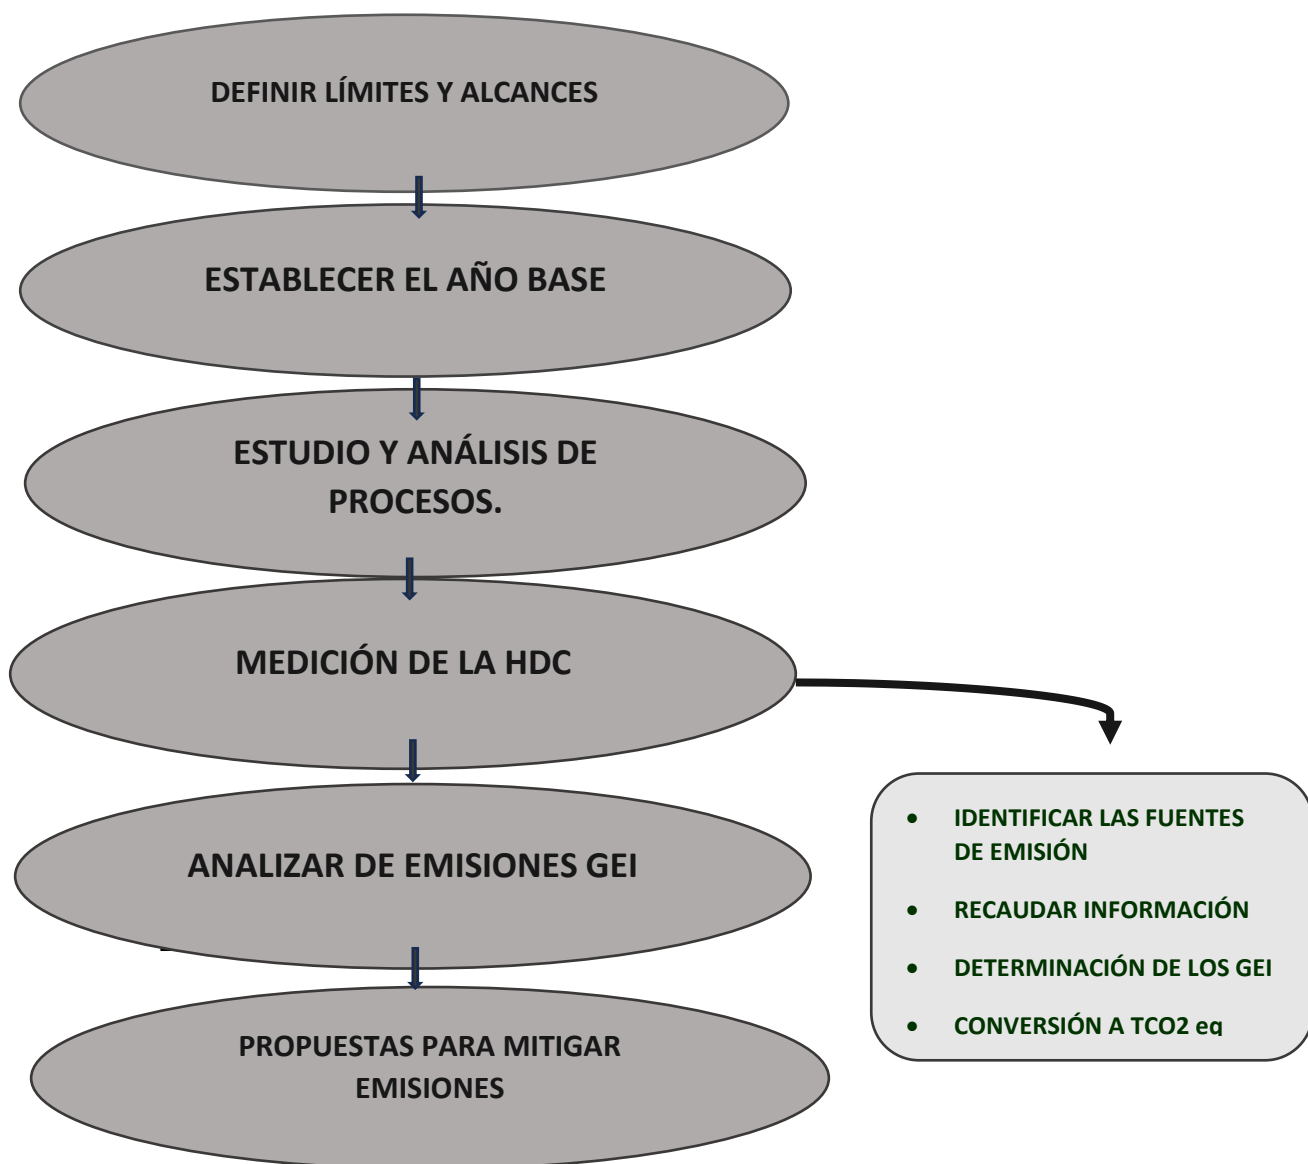 DEFINIR LÍMITES Y ALCANCES
ESTABLECER EL AÑO BASE
ESTUDIO Y ANÁLISIS DE
PROCESOS.
MEDICIÓN DE LA HDC
ANALIZAR DE EMISIONES GEI
PROPUESTAS PARA MITIGAR
EMISIONES
• IDENTIFICAR LAS FUENTES
DE EMISIÓN
• RECAUDAR INFORMACIÓN
• DETERMINACIÓN DE LOS GEI
• CONVERSIÓN A TCO2 eq